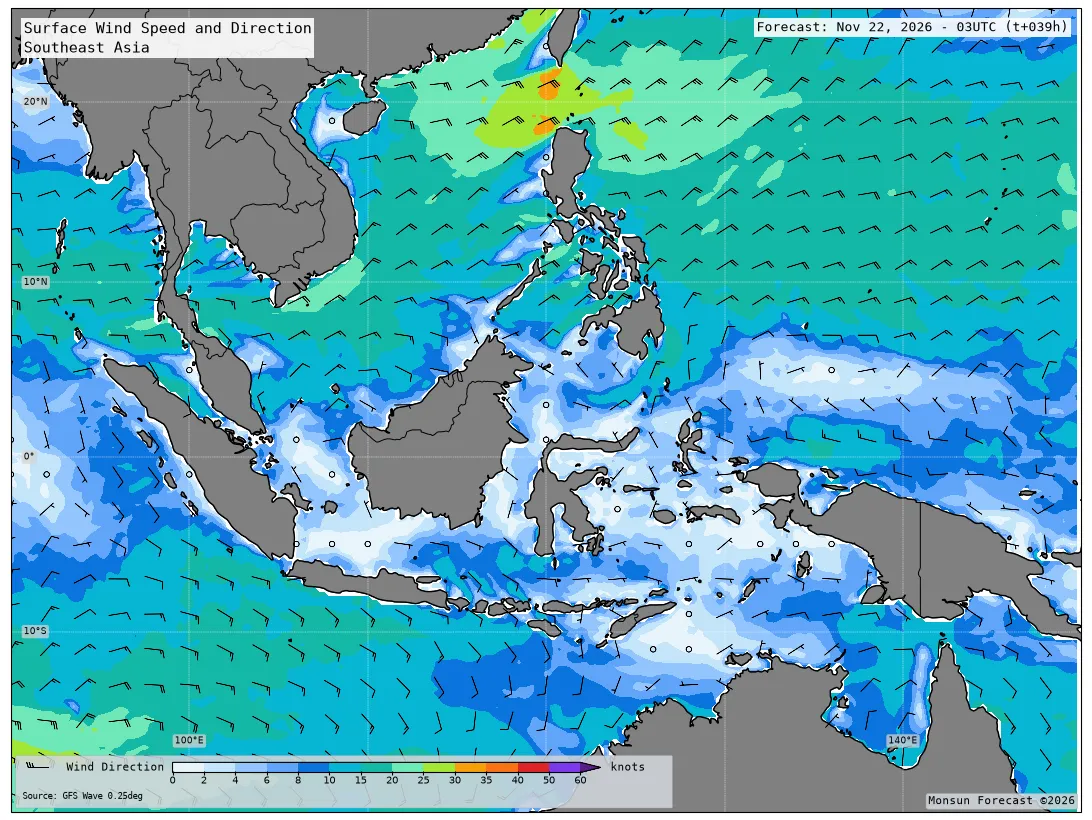 Surface Wind Speed and Direction
Southeast Asia
Forecast: Nov 22, 2026 - 03UTC (t+039h)
20°N
10°N
0°
10°S
100°E
140°E
Wind Direction
0 2 4 6 8 10 15 20 25 30 35 40 50 60
knots
Source: GFS Wave 0.25deg
Monsun Forecast ©2026